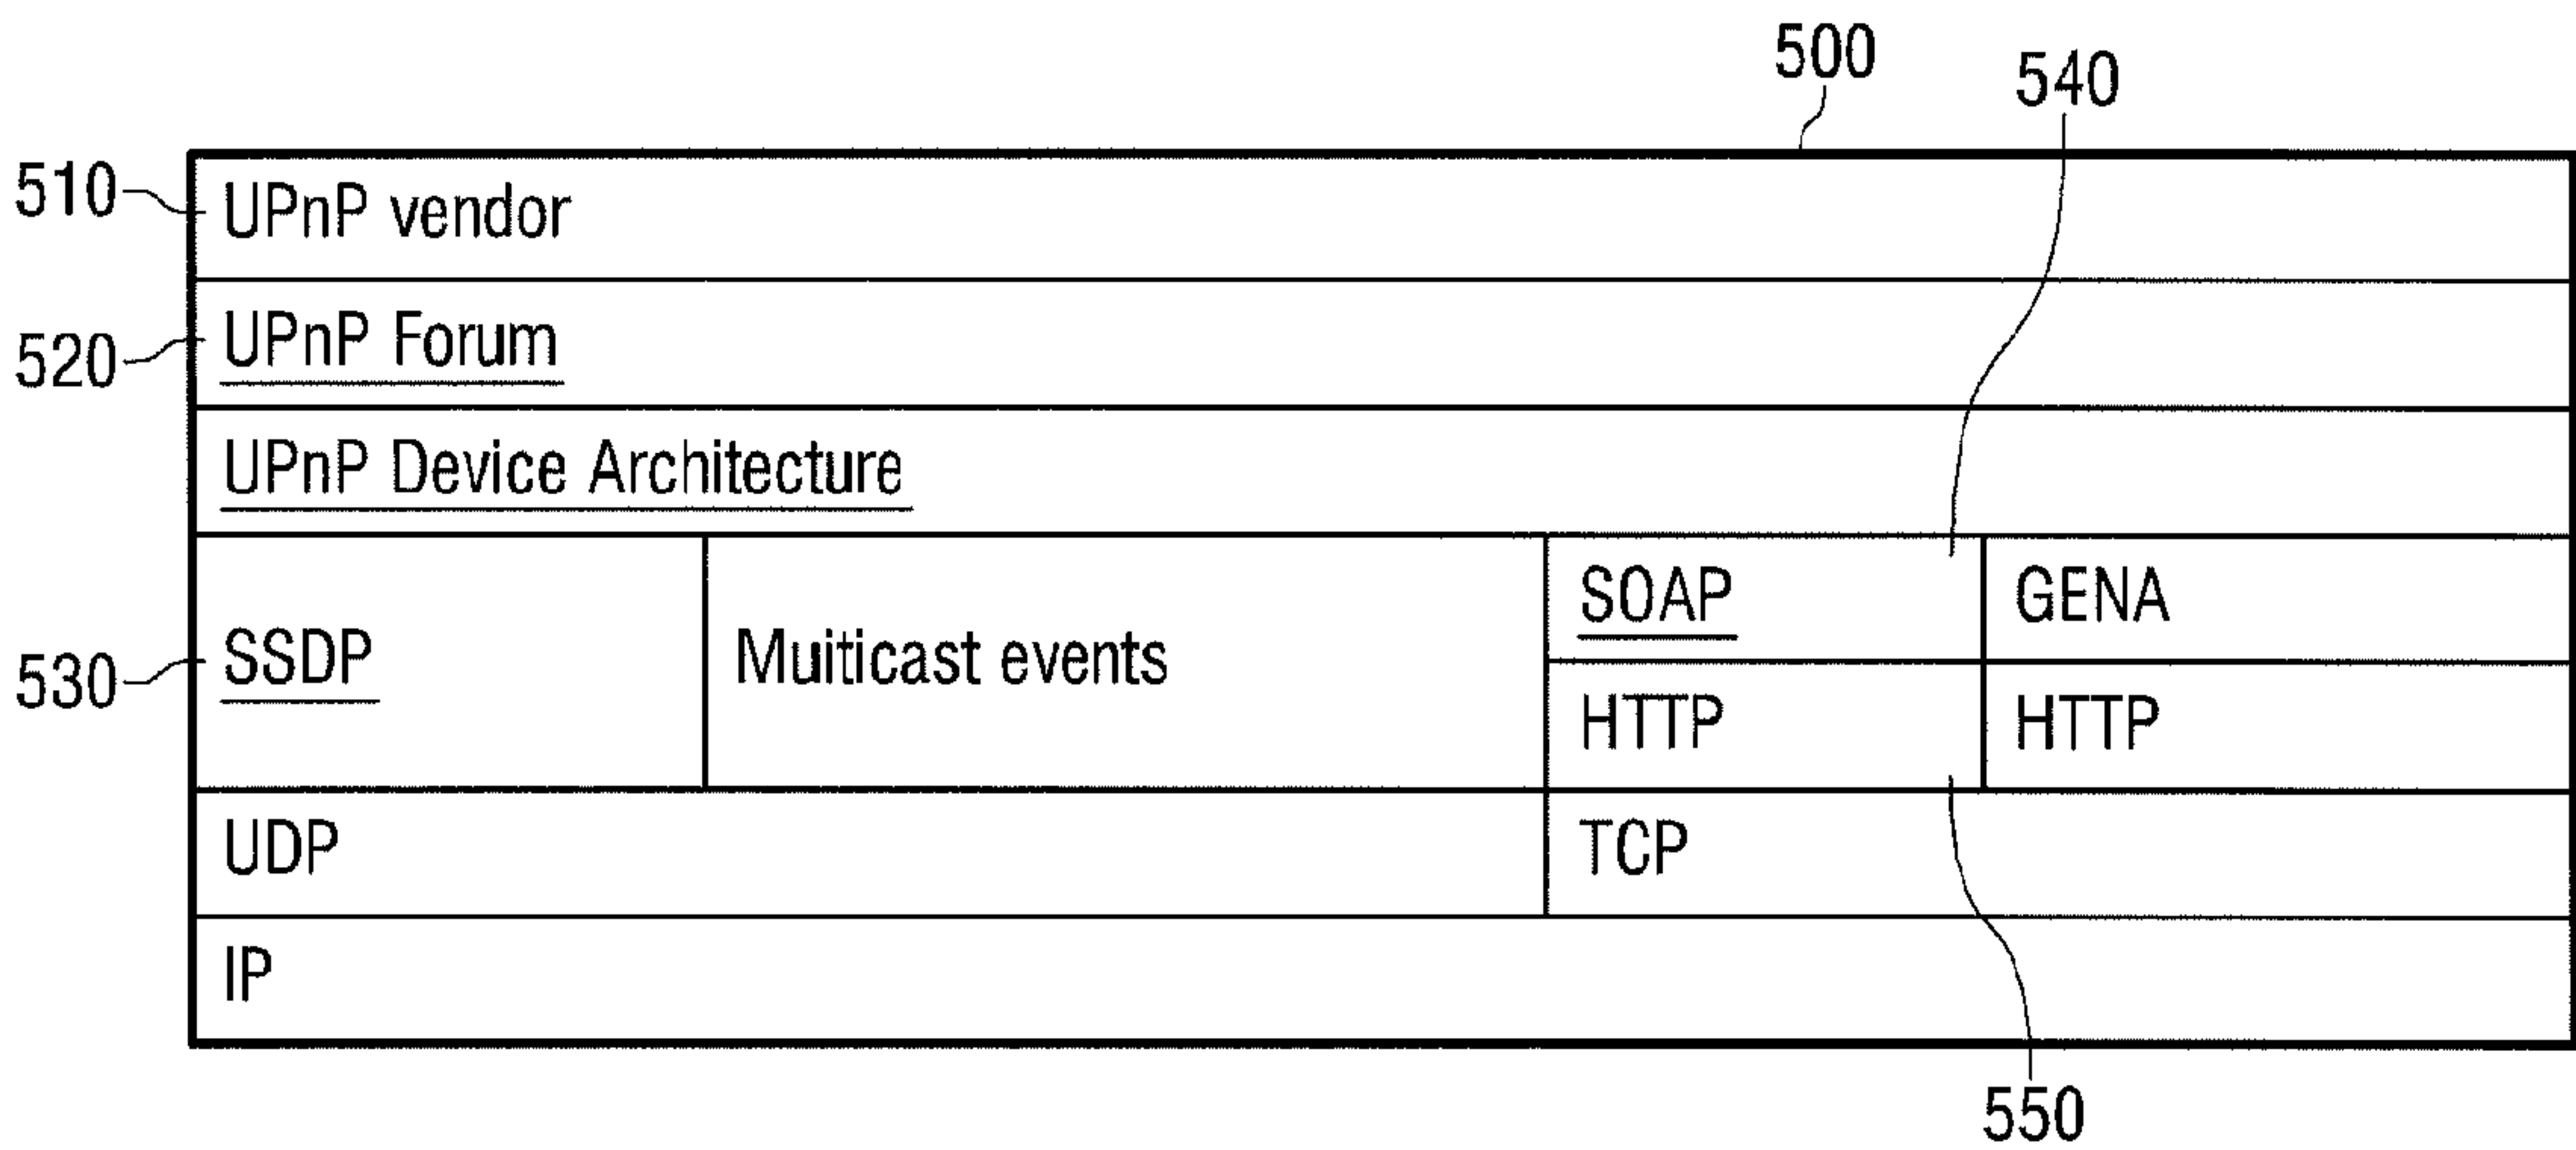 500
540
510
UPnP vendor
520
UPnP Forum
UPnP Device Architecture
530
SSDP
Muiticast events
SOAP
GENA
HTTP
HTTP
UDP
TCP
IP
550